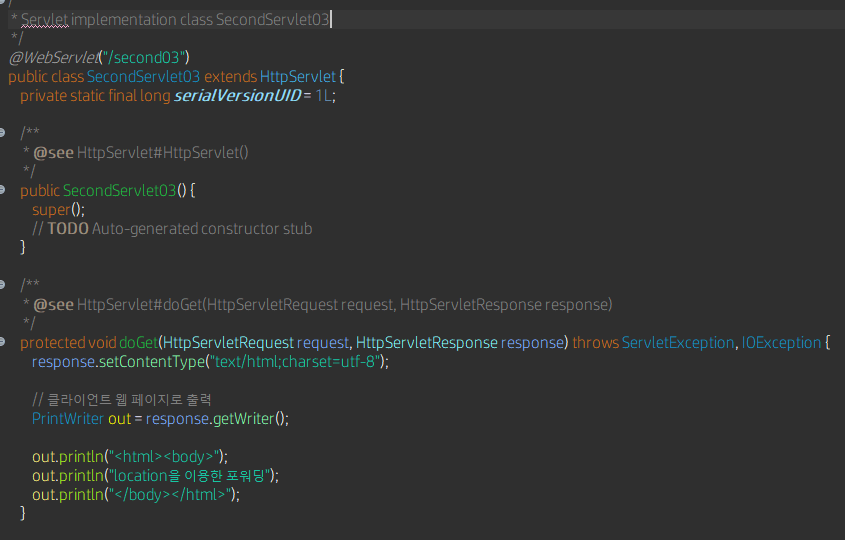 /
* Servlet implementation class SecondServlet03
*/
@WebServlet("/second03")
public class SecondServlet03 extends HttpServlet {
private static final long serialVersionUID = 1L;
/**
* @see HttpServlet#HttpServlet()
*/
public SecondServlet03() {
super();
// TODO Auto-generated constructor stub
}
/**
* @see HttpServlet#doGet(HttpServletRequest request, HttpServletResponse response)
*/
protected void doGet(HttpServletRequest request, HttpServletResponse response) throws ServletException, IOException {
response.setContentType("text/html;charset=utf-8");
// 클라이언트 웹 페이지로 출력
PrintWriter out = response.getWriter();
out.println("<html><body>");
out.println("location을 이용한 포워딩");
out.println("</body></html>");
}